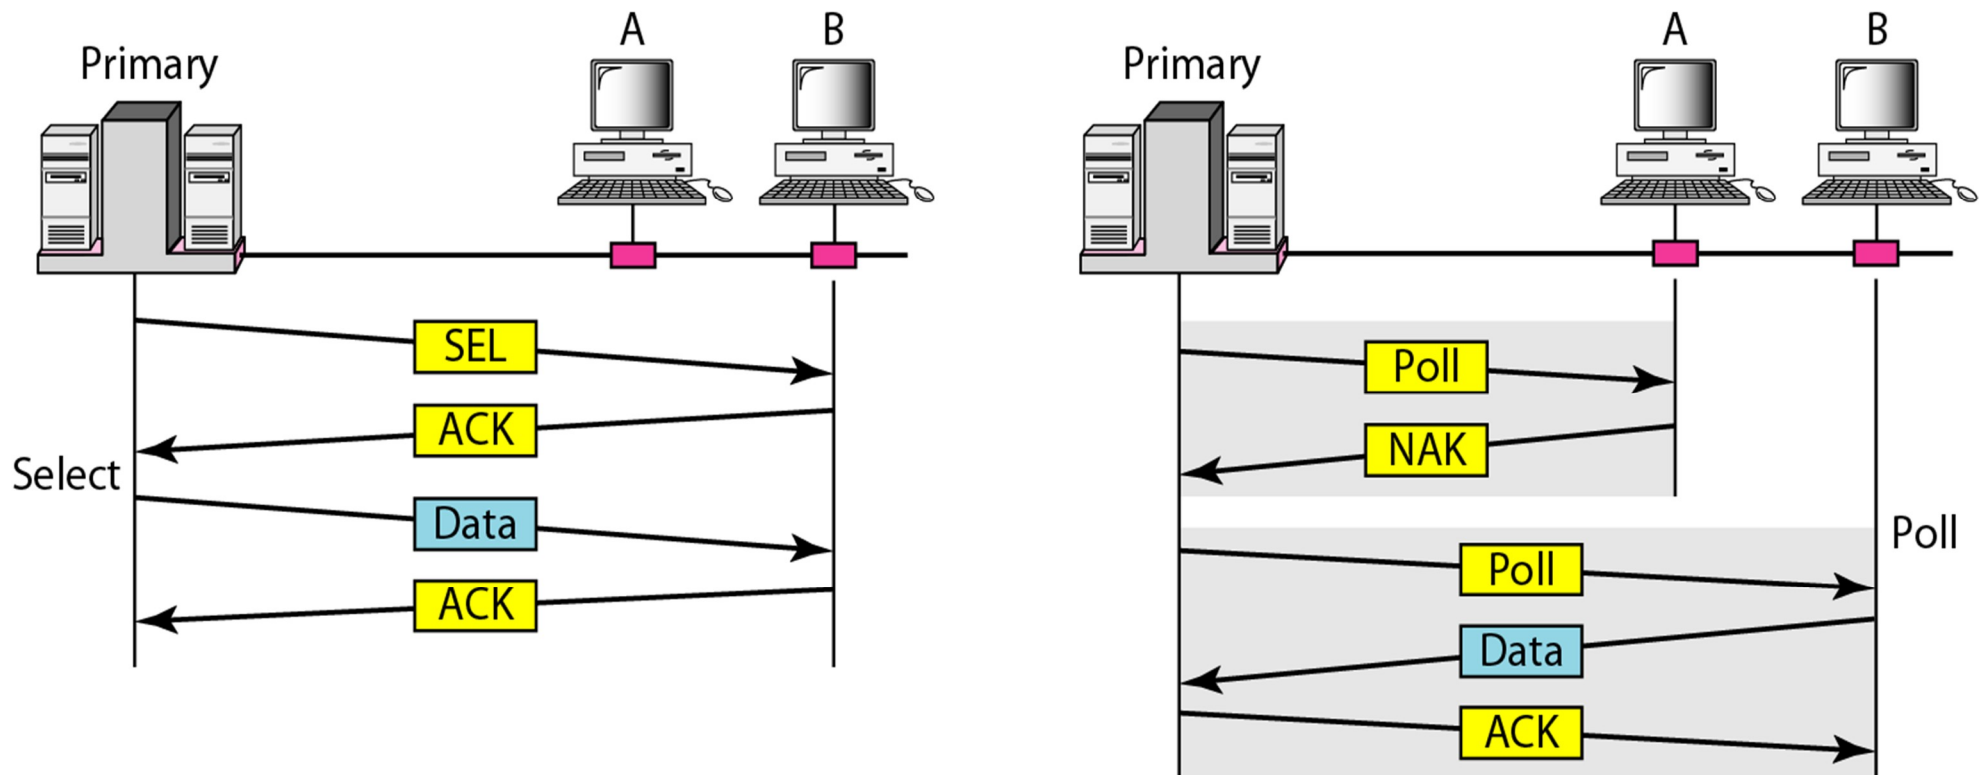 Primary
A
B
SEL
ACK
Select
Data
ACK
Primary
A
B
Poll
NAK
Poll
Poll
Data
ACK